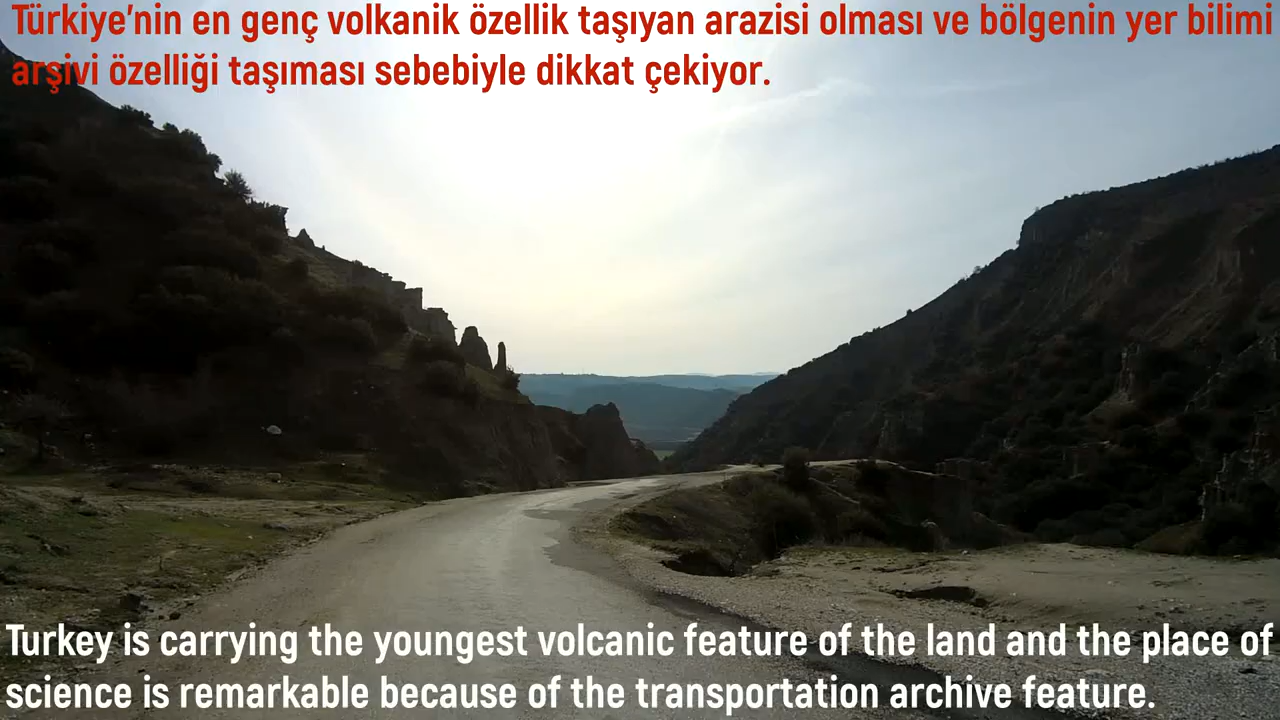 Türkiye'nin en genç volkanik özellik taşıyan arazisi olması ve bölgenin yer bilimi
arşivi özelliği taşıması sebebiyle dikkat çekiyor.
Turkey is carrying the youngest volcanic feature of the land and the place of
science is remarkable because of the transportation archive feature.